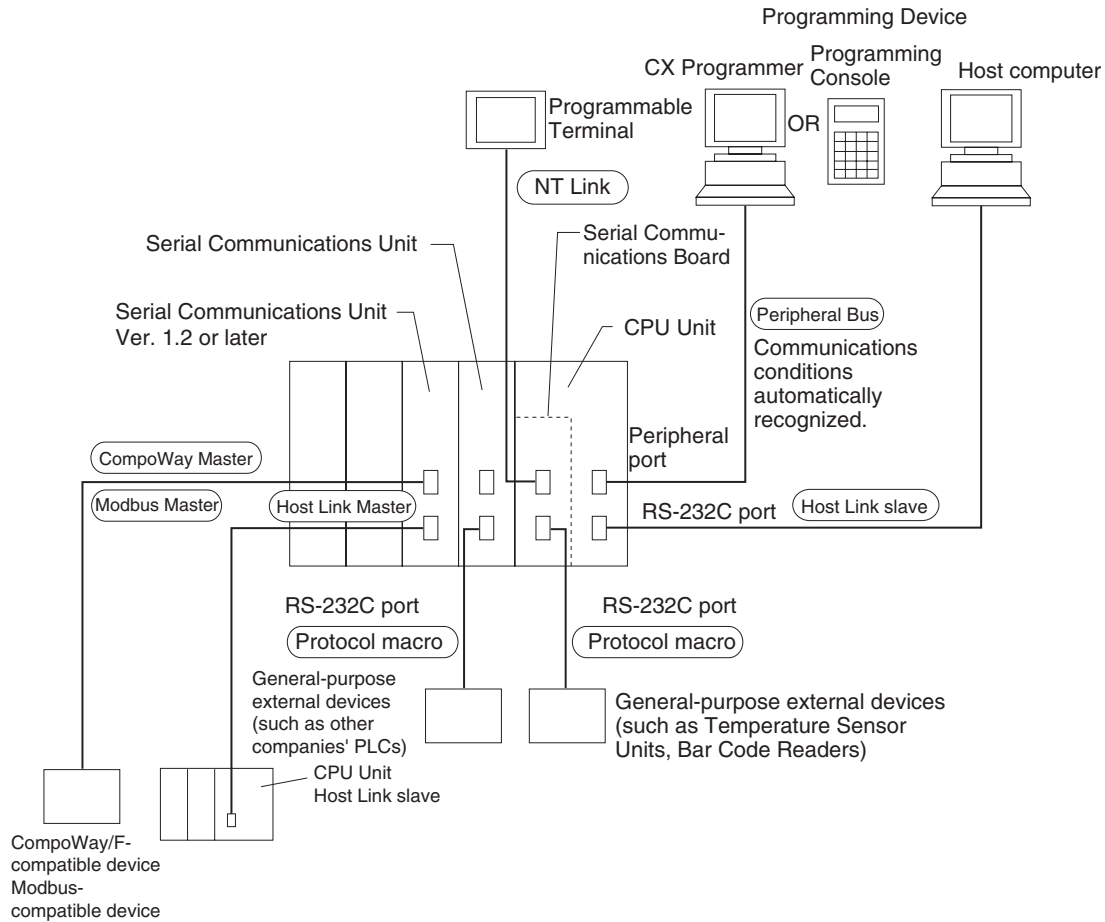 Programming Device
CX Programmer
Programming
Console
Host computer
Programmable
Terminal
OR
NT Link
Serial Communications Unit
Serial Commu-
nications Board
Serial Communications Unit
Ver. 1.2 or later
CPU Unit
Peripheral Bus
Communications
conditions
automatically
recognized.
Peripheral
port
CompoWay Master
Modbus Master
Host Link Master
RS-232C port
Host Link slave
RS-232C port
Protocol macro
RS-232C port
Protocol macro
General-purpose
external devices
(such as other
companies' PLCs)
General-purpose external devices
(such as Temperature Sensor
Units, Bar Code Readers)
CPU Unit
Host Link slave
CompoWay/F-
compatible device
Modbus-
compatible device